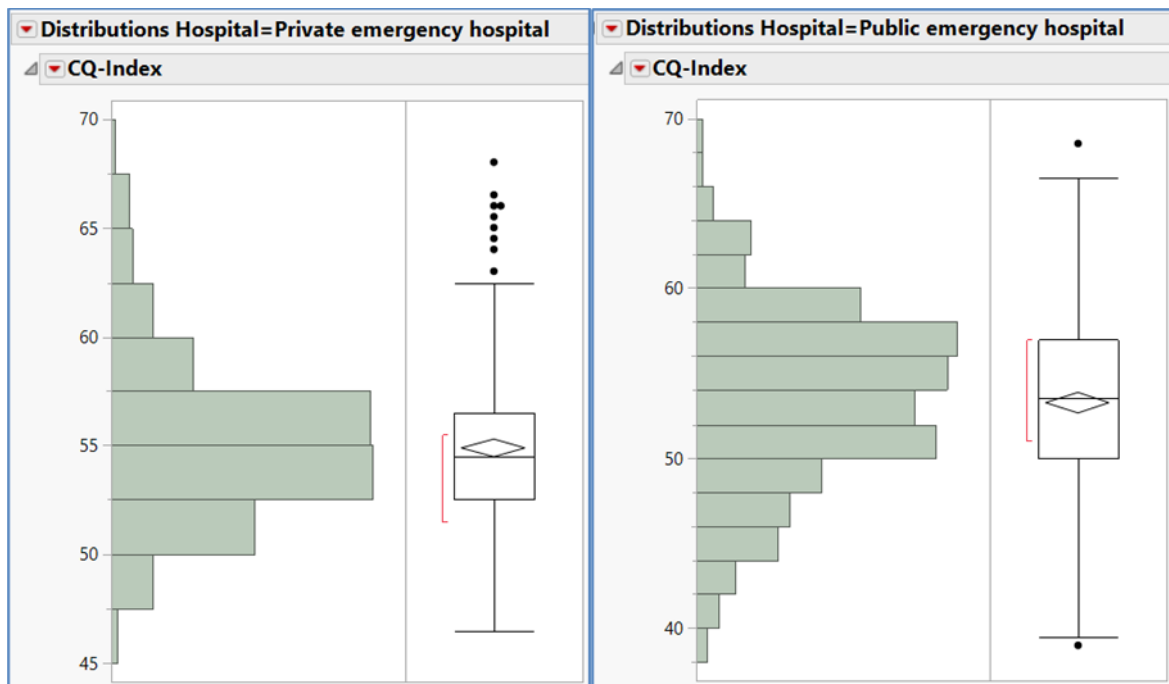 Distributions Hospital=Private emergency hospital
CQ-Index
70
65
60
55
50
45
Distributions Hospital=Public emergency hospital
CQ-Index
70
60
50
40